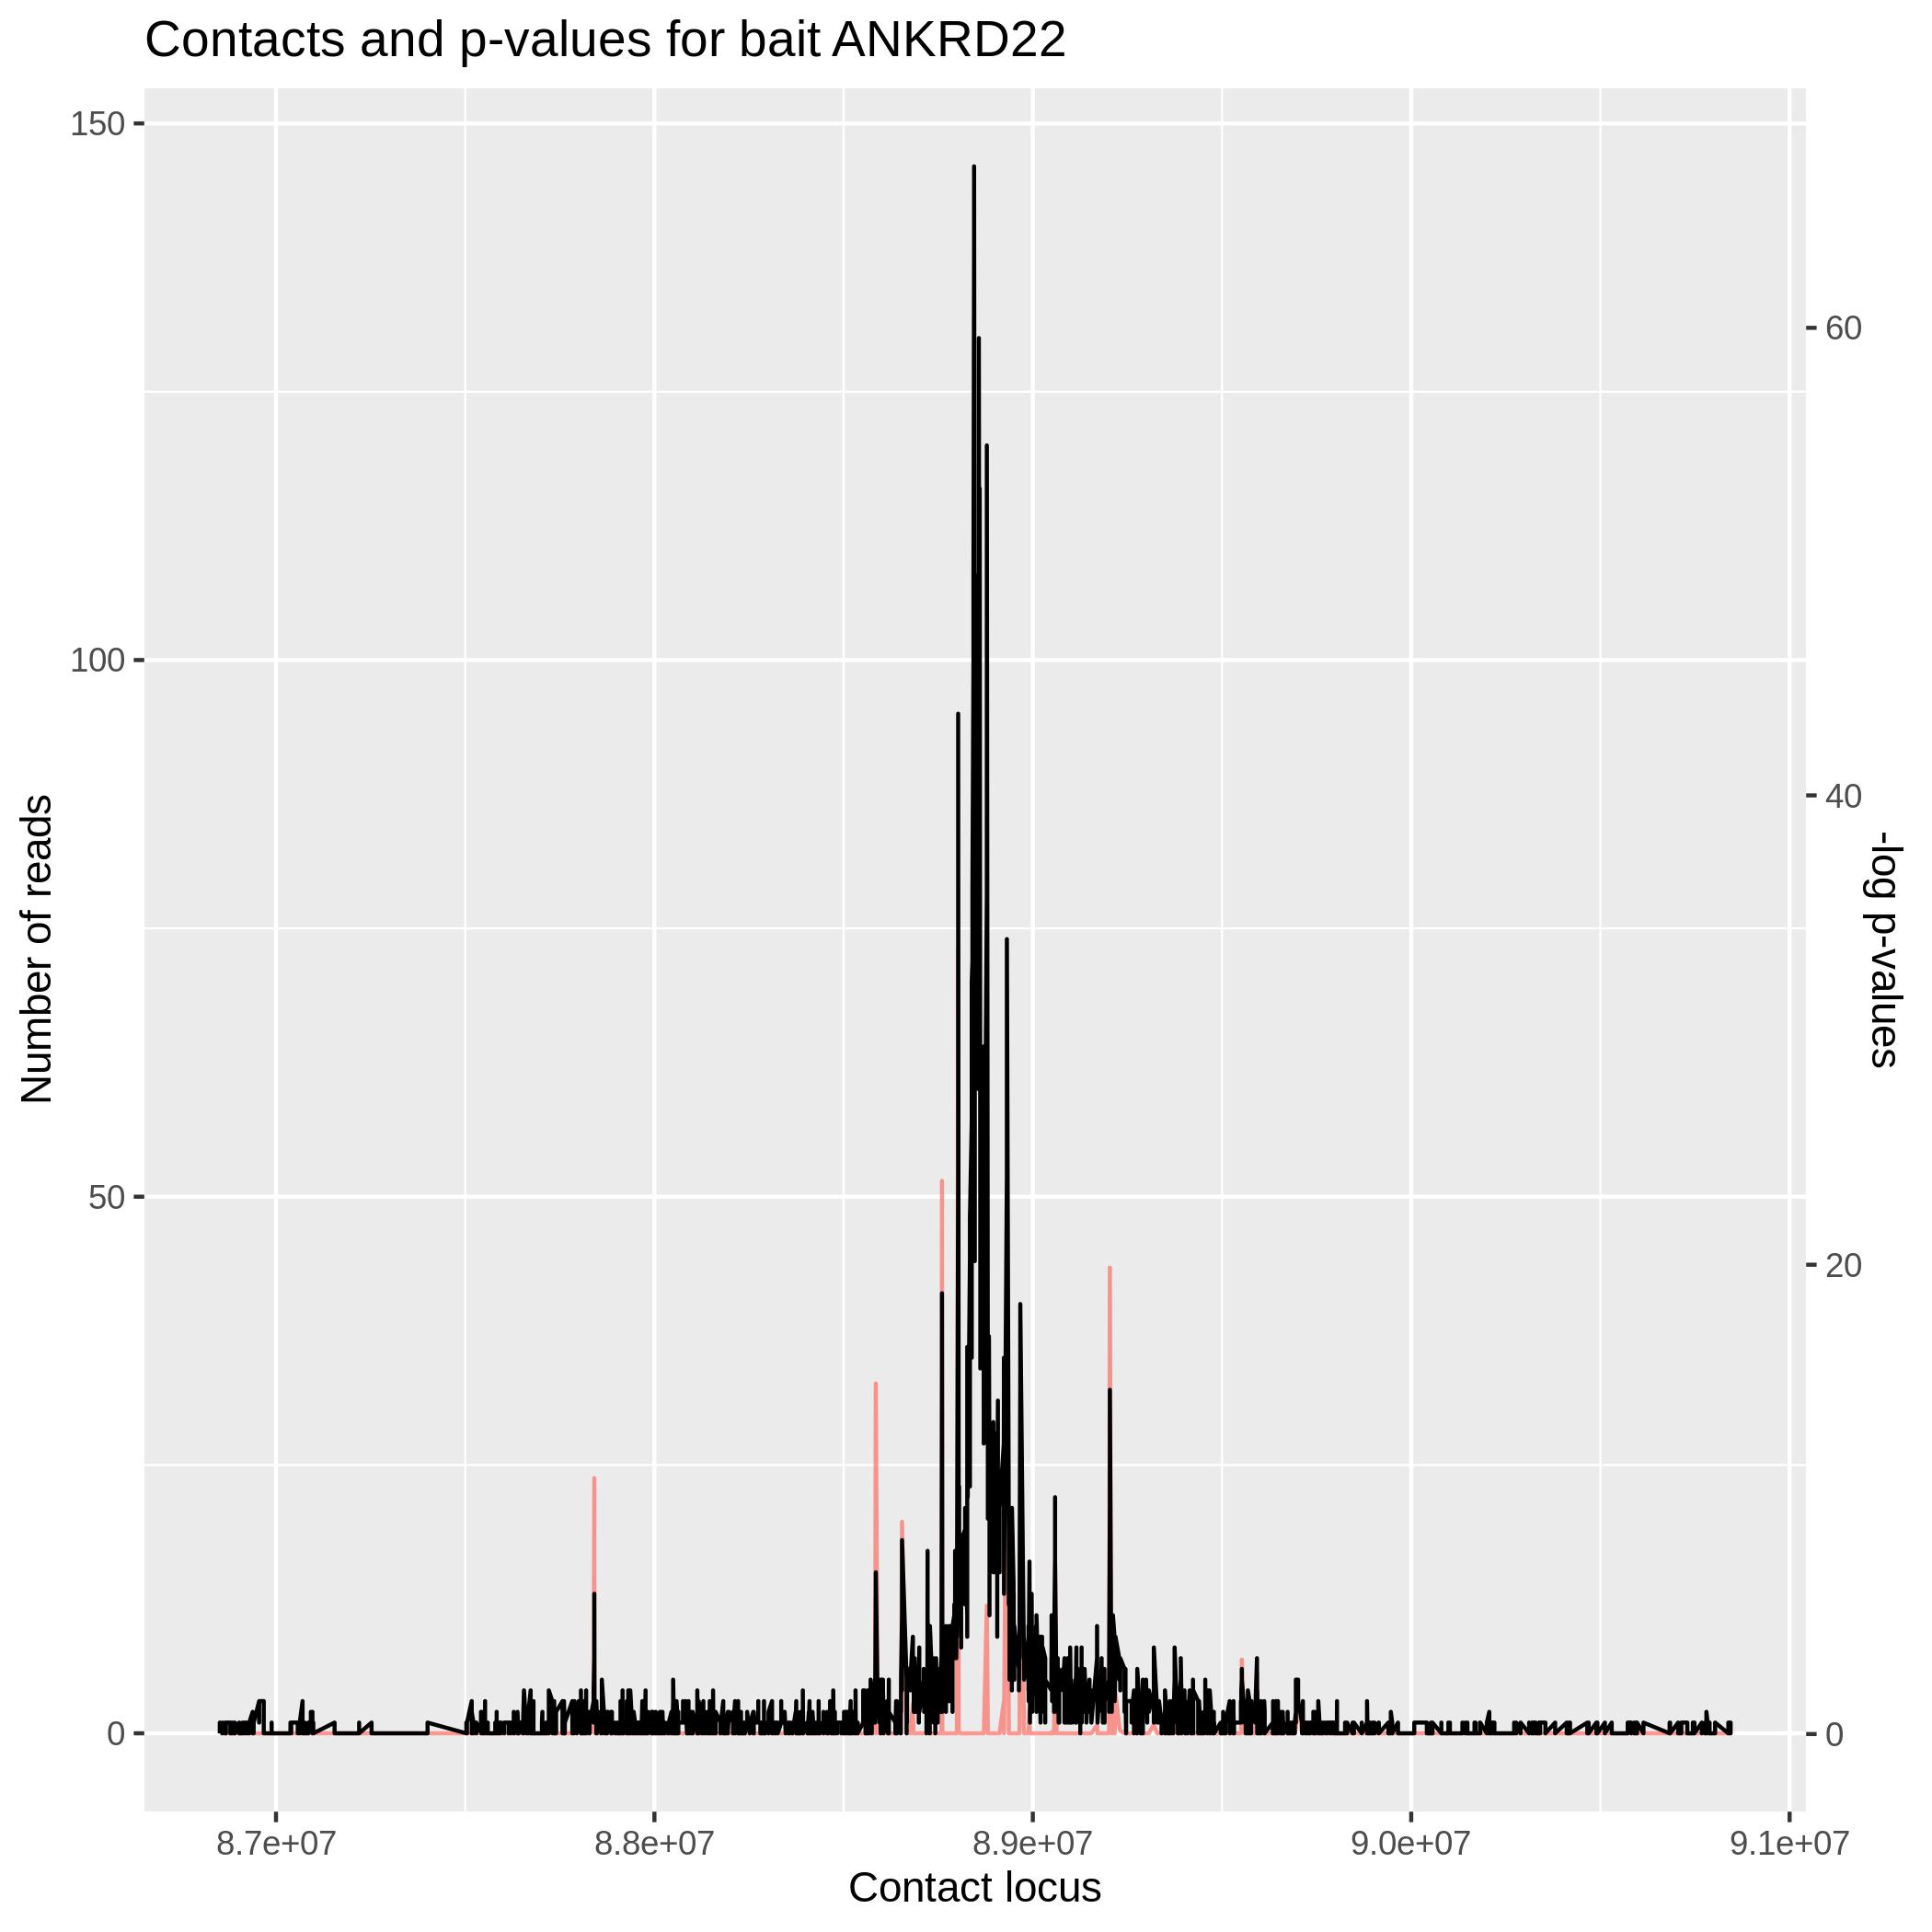 Contacts and p-values for bait ANKRD22
150
100
50
0
Number of reads
60
40
20
0
-log p-values
8.7e+07
8.8e+07
8.9e+07
9.0e+07
9.1e+07
Contact locus